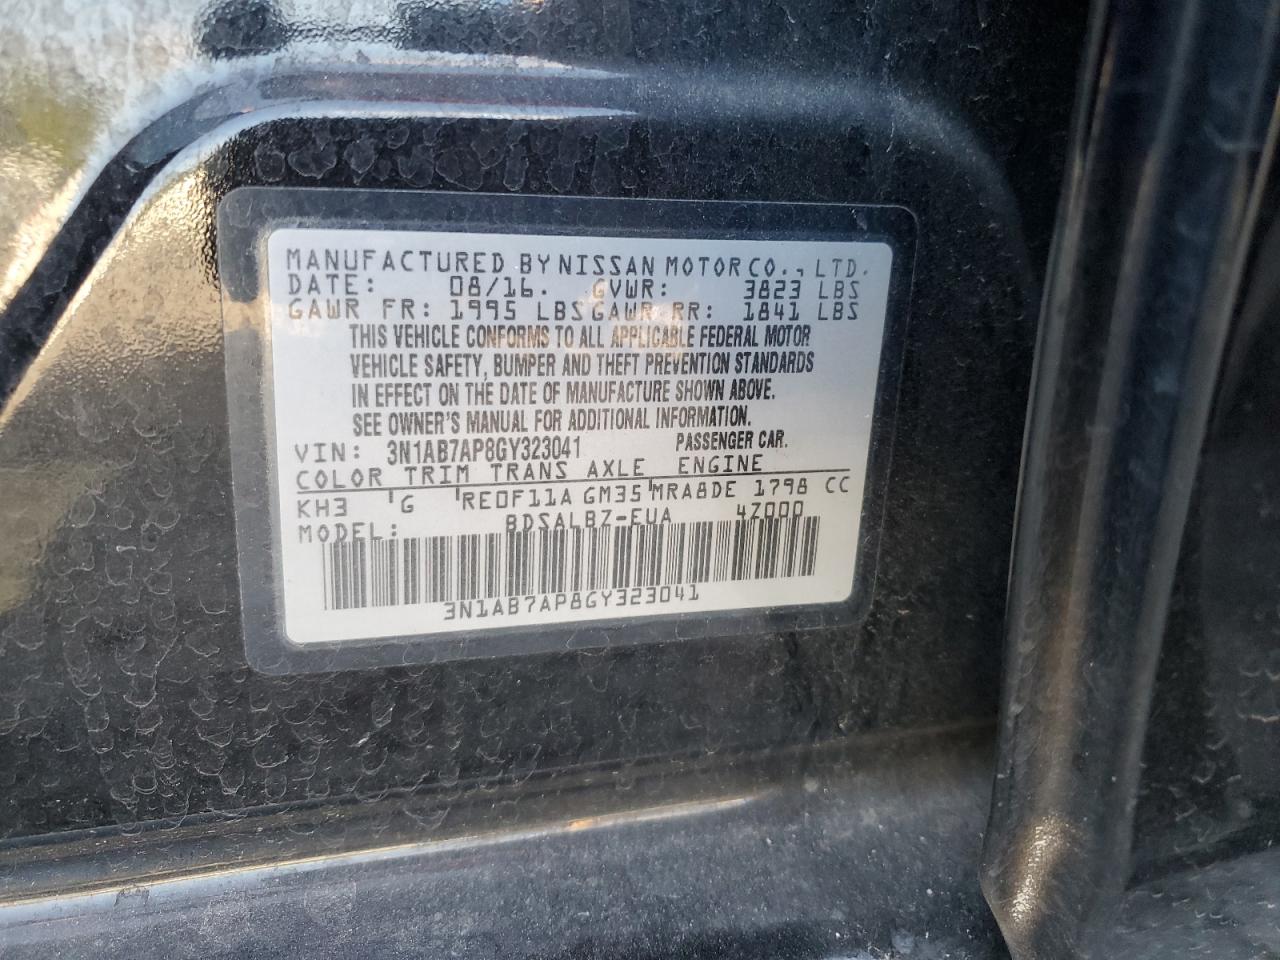 MANUFACTURED BY NISSAN MOTOR CO., LTD.
DATE: 08/16. GVWR: 3823 LBS
GAWR FR: 1995 LBS GAWR RR: 1841 LBS
THIS VEHICLE CONFORMS TO ALL APPLICABLE FEDERAL MOTOR
VEHICLE SAFETY, BUMPER AND THEFT PREVENTION STANDARDS
IN EFFECT ON THE DATE OF MANUFACTURE SHOWN ABOVE.
SEE OWNER'S MANUAL FOR ADDITIONAL INFORMATION.
VIN: 3N1AB7AP8GY323041 PASSENGER CAR.
COLOR TRIM TRANS AXLE ENGINE
KH3 G RE0F11A GM35 MRA8DE 1798 CC
MODEL: BDSALBZ-EUA 4Z000
3N1AB7AP8GY323041